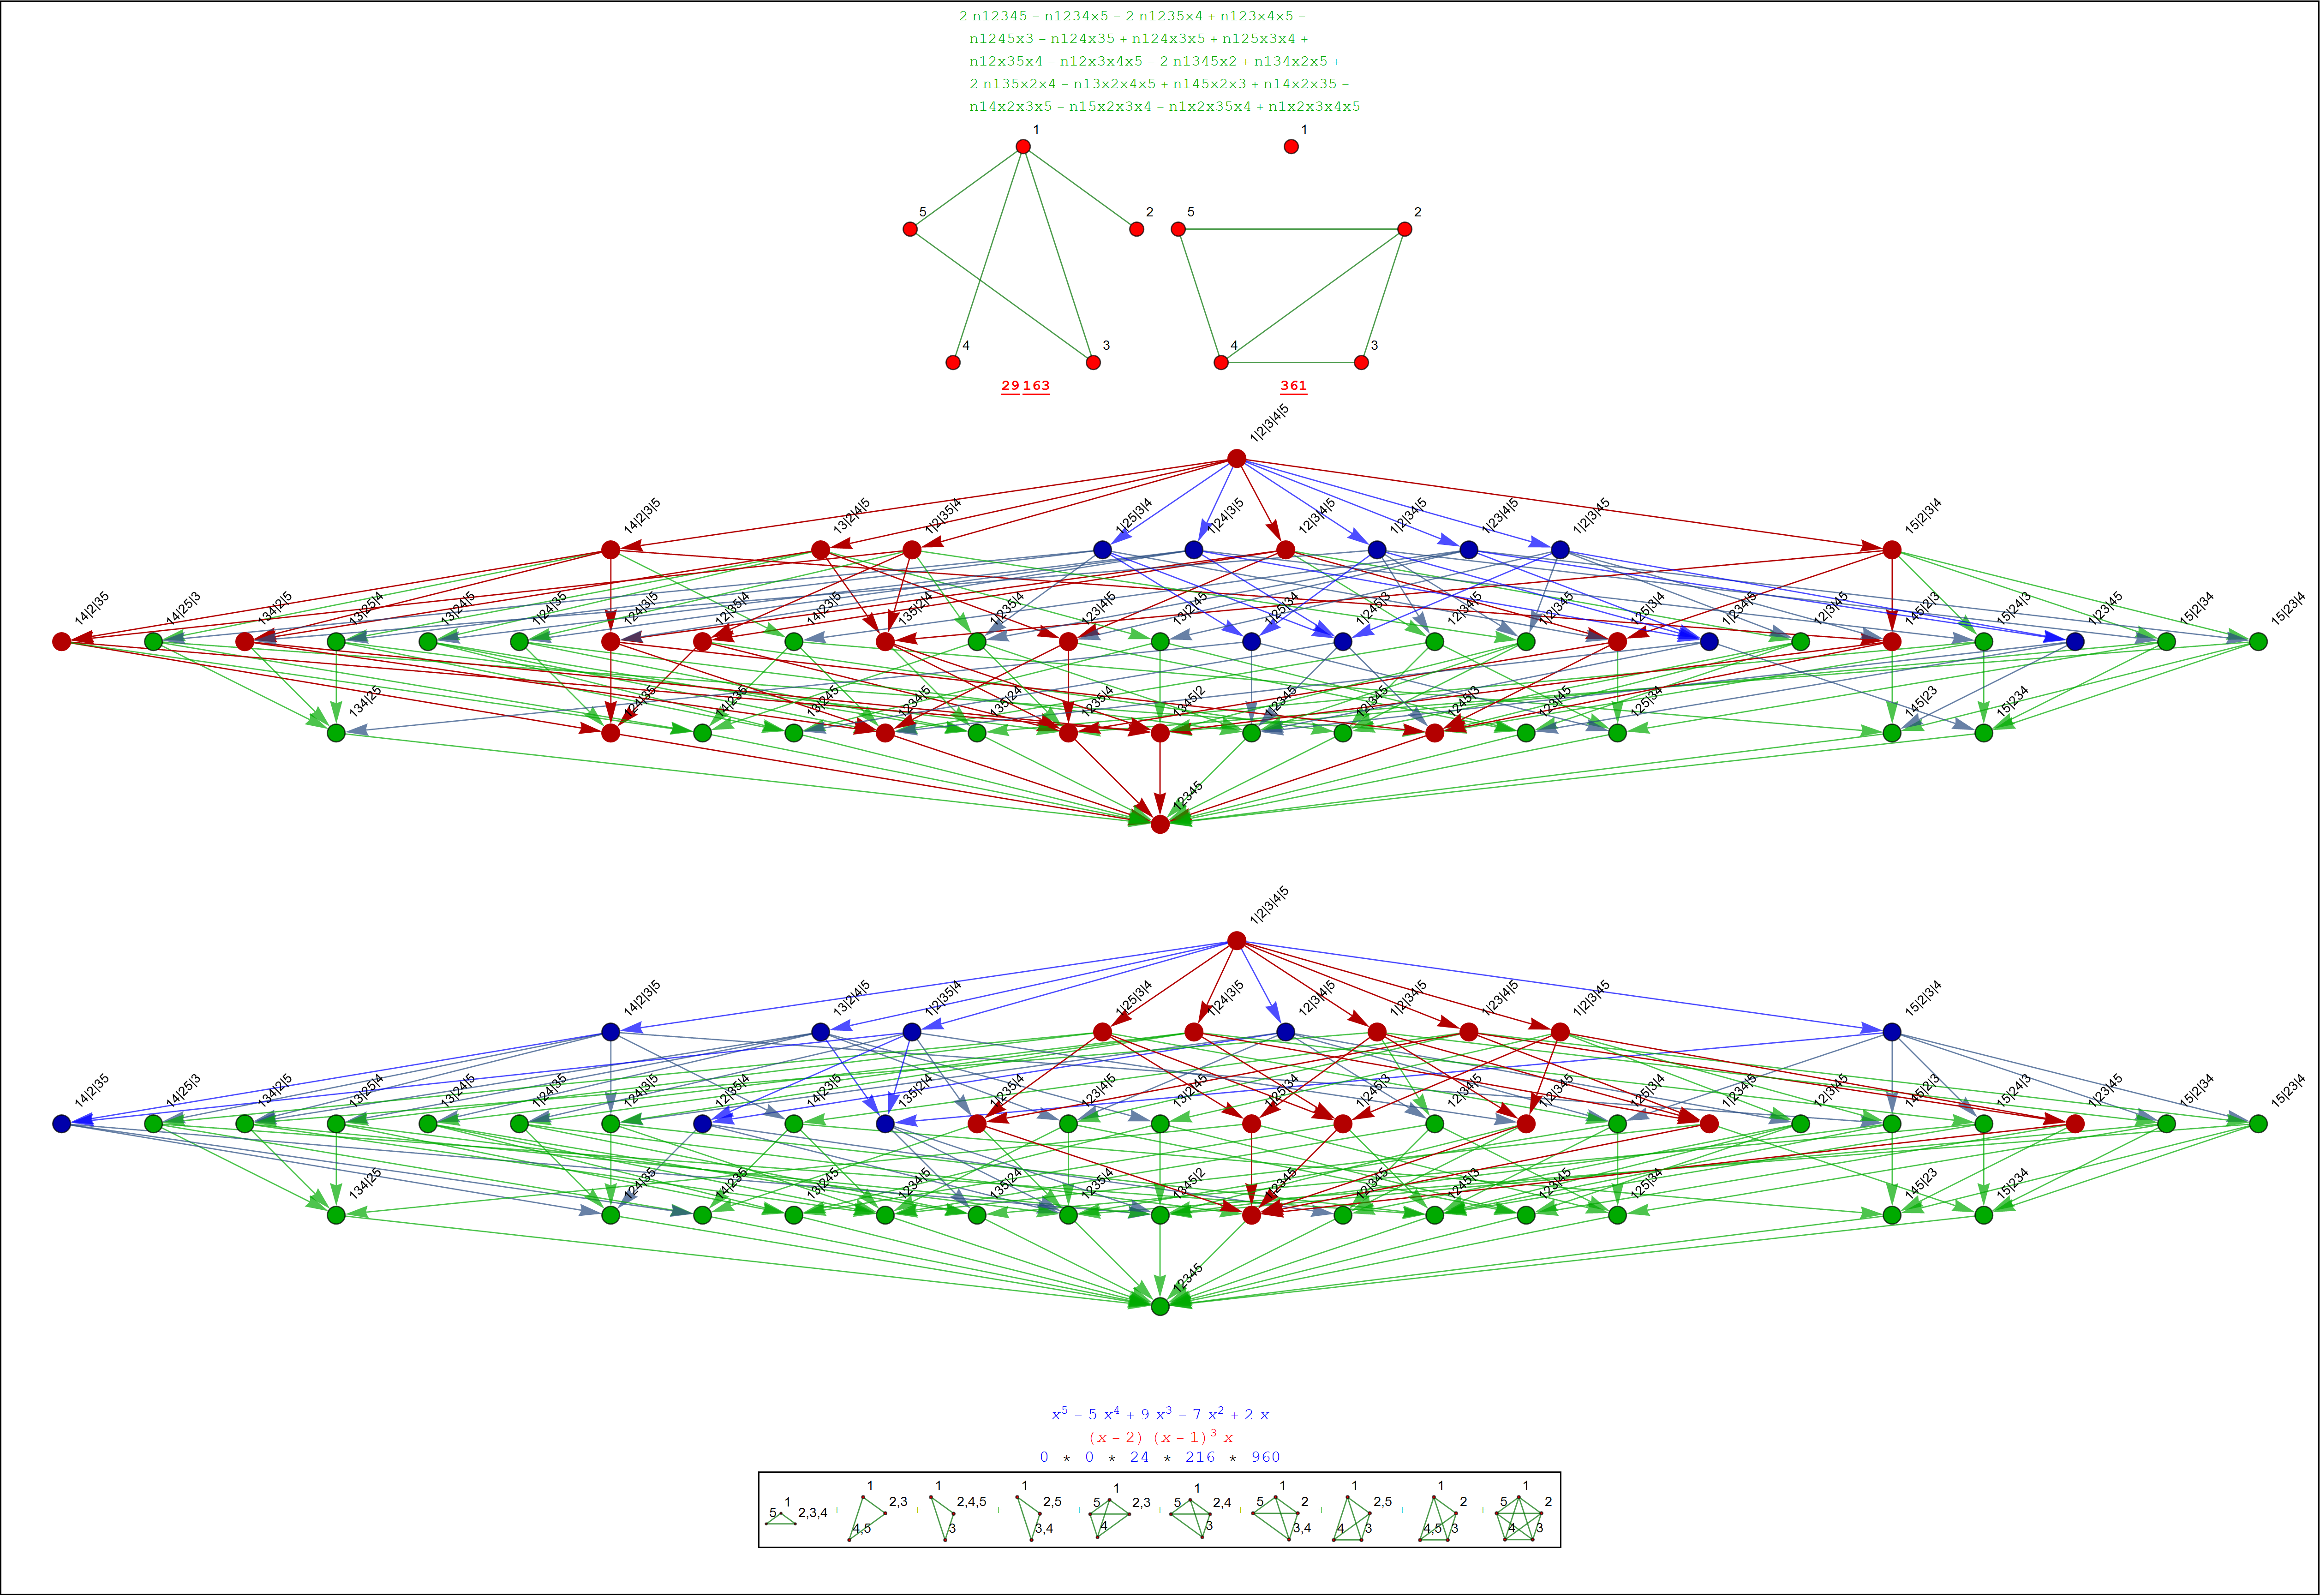 2 n12345 − n1234x5 − 2 n1235x4 + n123x4x5 −
n1245x3 − n124x35 + n124x3x5 + n125x3x4 +
n12x35x4 − n12x3x4x5 − 2 n1345x2 + n134x2x5 +
2 n135x2x4 − n13x2x4x5 + n145x2x3 + n14x2x35 −
n14x2x3x5 − n15x2x3x4 − n1x2x35x4 + n1x2x3x4x5
1 1
5 2 5 2
4 3 4 3
29 163 361
1|2|3|4|5
14|2|3|5 13|2|4|5 1|2|35|4 1|25|3|4 1|24|3|5 12|3|4|5 1|2|34|5 1|23|4|5 1|2|3|45 15|2|3|4
14|2|35 14|25|3 134|2|5 13|25|4 13|24|5 1|24|35 124|3|5 12|35|4 14|23|5 135|2|4 1|235|4 123|4|5 13|2|45 1|25|34 1|245|3 12|34|5 1|2|345 125|3|4 1|234|5 12|3|45 145|2|3 15|24|3 1|23|45 15|2|34 15|23|4
134|25 124|35 14|235 13|245 1234|5 135|24 1235|4 1345|2 1|2345 12|345 1245|3 123|45 125|34 145|23 15|234
12345
1|2|3|4|5
14|2|3|5 13|2|4|5 1|2|35|4 1|25|3|4 1|24|3|5 12|3|4|5 1|2|34|5 1|23|4|5 1|2|3|45 15|2|3|4
14|2|35 14|25|3 134|2|5 13|25|4 13|24|5 1|24|35 124|3|5 12|35|4 14|23|5 135|2|4 1|235|4 123|4|5 13|2|45 1|25|34 1|245|3 12|34|5 1|2|345 125|3|4 1|234|5 12|3|45 145|2|3 15|24|3 1|23|45 15|2|34 15|23|4
134|25 124|35 14|235 13|245 1234|5 135|24 1235|4 1345|2 1|2345 12|345 1245|3 123|45 125|34 145|23 15|234
12345
x⁵ − 5 x⁴ + 9 x³ − 7 x² + 2 x
(x − 2) (x − 1)³ x
0 * 0 * 24 * 216 * 960
1 5 2,3,4 + 1 2,3 4,5 + 1 2,4,5 3 + 1 2,5 3,4 + 1 5 2,3 4 + 1 5 2,4 3 + 1 5 2 3,4 + 1 2,5 4 3 + 1 2 4,5 3 + 1 5 2 4 3